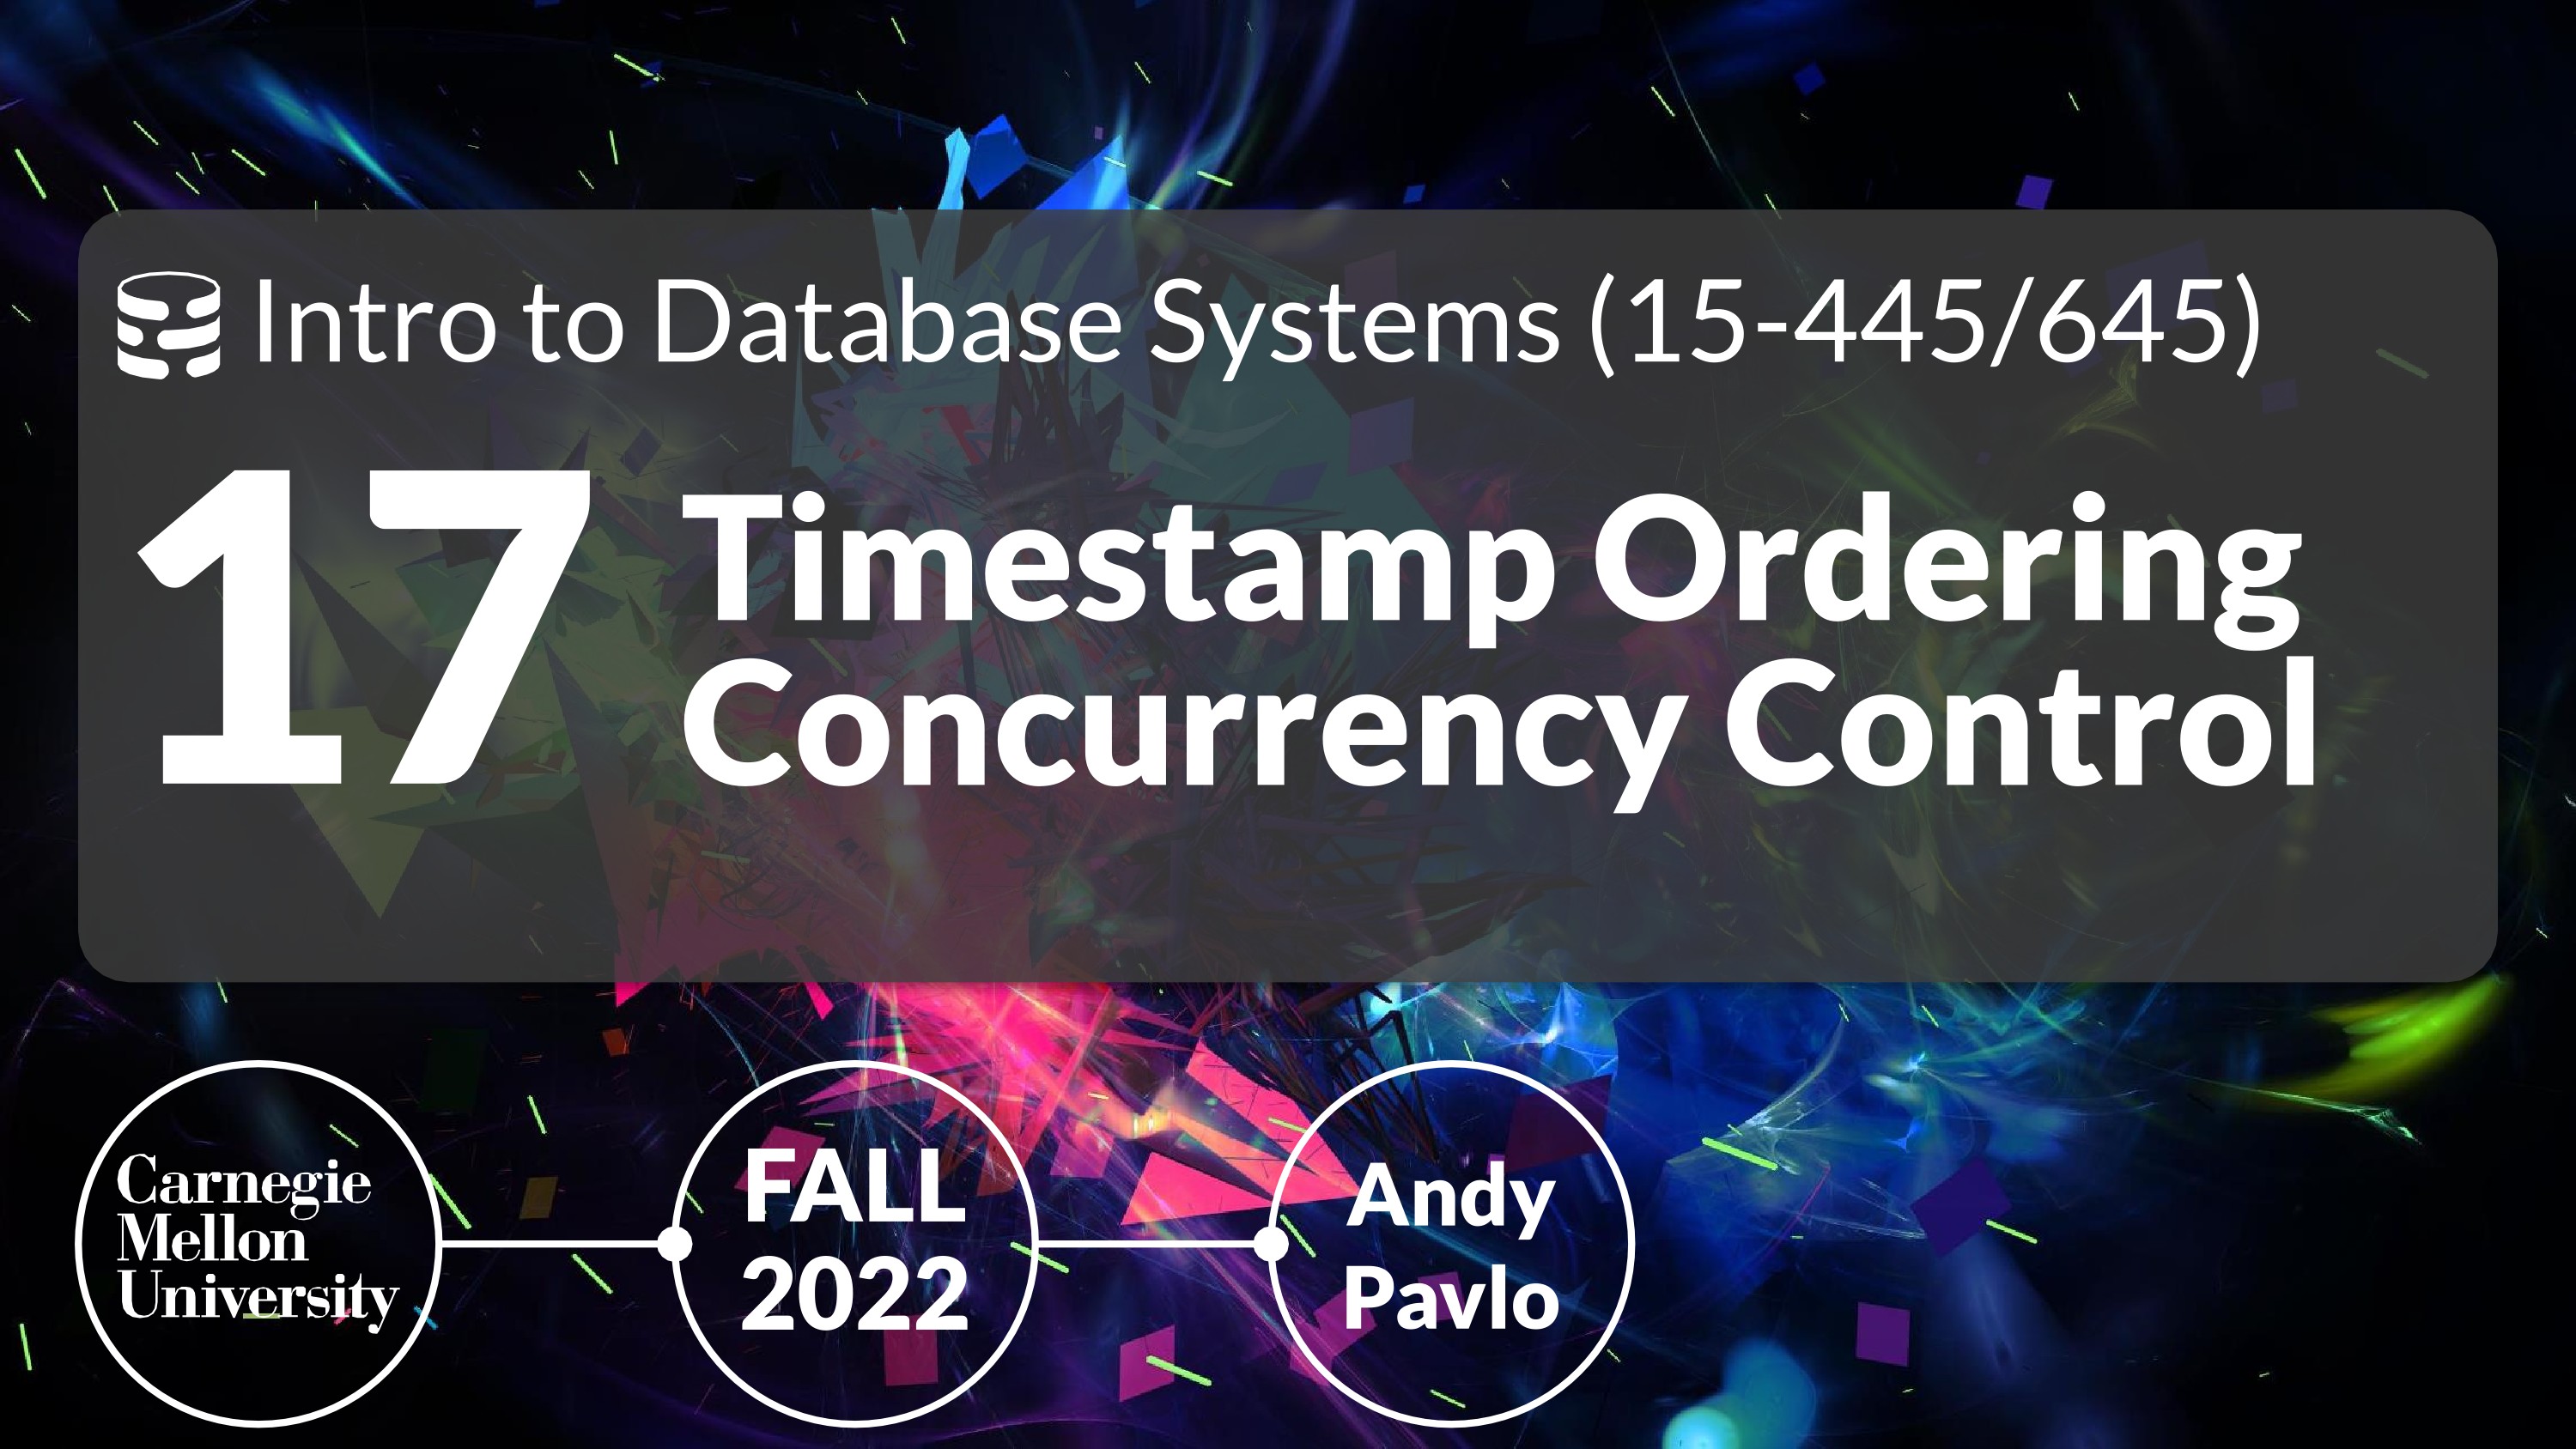 Intro to Database Systems (15-445/645)
17
Timestamp Ordering
Concurrency Control
Carnegie
Mellon
University
FALL
2022
Andy
Pavlo